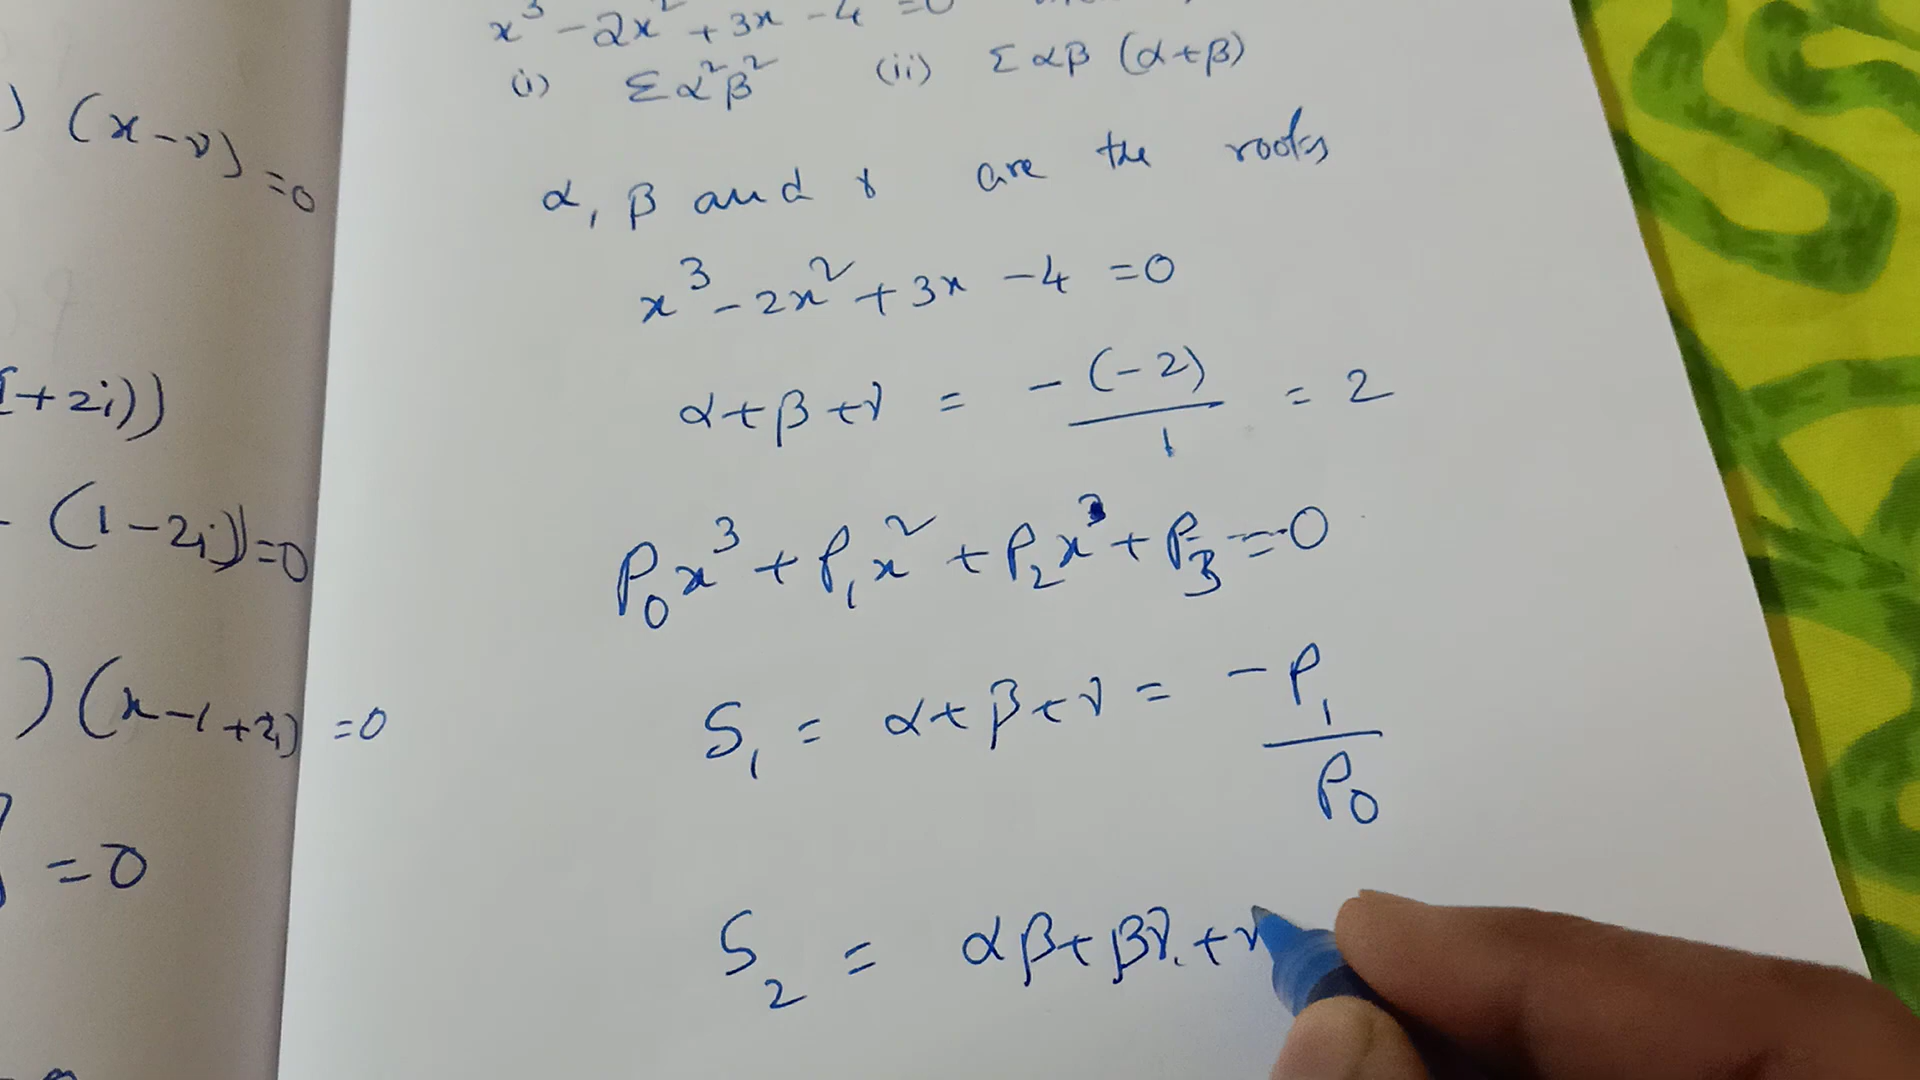 ) (x-γ) =0
[+2i))
- (1-2i))=0
) (x-1+2i) =0
} =0
x³ -2x² +3x -4 =0
(i) Σα²β² (ii) Σαβ (α+β)
α, β and γ are the roots
x³ -2x² +3x -4 =0
α+β+γ = -(-2)/1 = 2
P₀x³ + P₁x² + P₂x³ + P₃ =0
S₁ = α+β+γ = -P₁/P₀
S₂ = αβ+βγ+γ